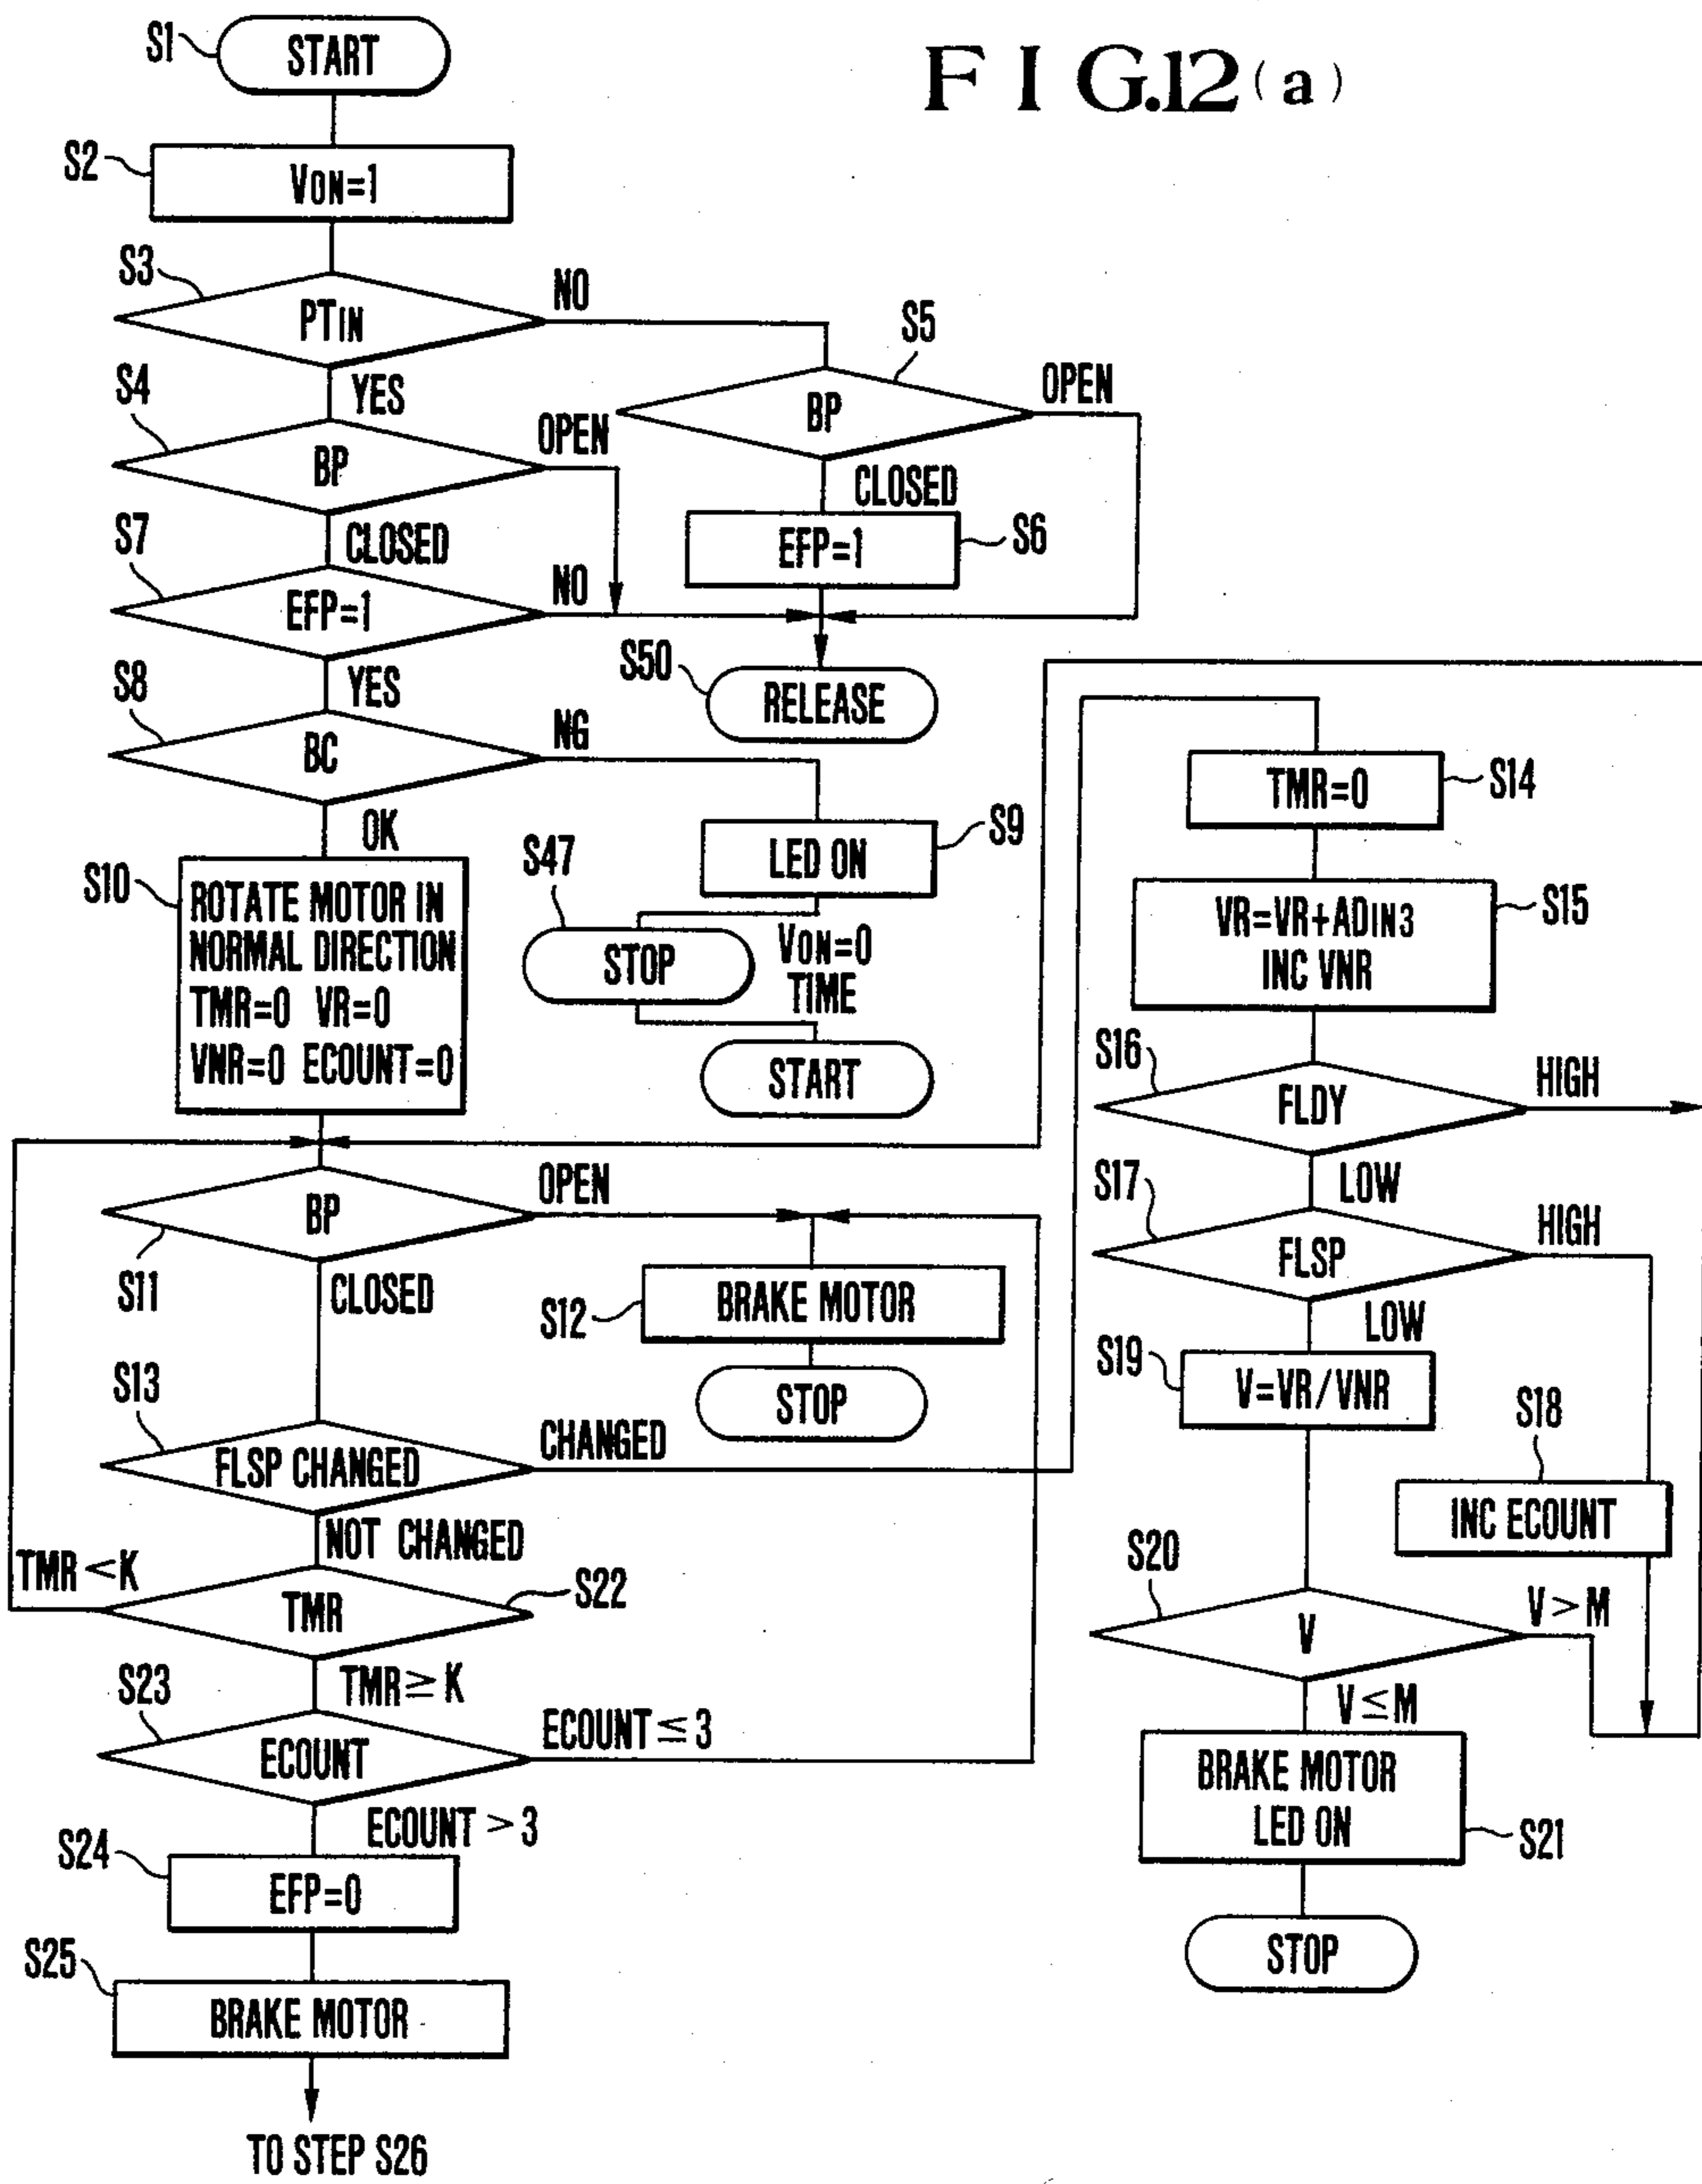 FIG.12(a)
S1
START
S2
VON=1
S3
PTIN
NO
YES
S4
BP
OPEN
CLOSED
S5
BP
OPEN
CLOSED
EFP=1
S6
S7
EFP=1
NO
YES
S50
RELEASE
S8
BC
NG
OK
LED ON
S9
S47
STOP
VON=0
TIME
START
S10
ROTATE MOTOR IN
NORMAL DIRECTION
TMR=0 VR=0
VNR=0 ECOUNT=0
BP
OPEN
S11
CLOSED
S12
BRAKE MOTOR
STOP
S13
FLSP CHANGED
CHANGED
NOT CHANGED
TMR<K
TMR
S22
TMR≧K
S23
ECOUNT
ECOUNT≦3
ECOUNT>3
S24
EFP=0
S25
BRAKE MOTOR
TO STEP S26
TMR=0
S14
VR=VR+ADIN3
INC VNR
S15
S16
FLDY
HIGH
LOW
S17
FLSP
HIGH
LOW
S19
V=VR/VNR
S18
INC ECOUNT
S20
V
V>M
V≦M
BRAKE MOTOR
LED ON
S21
STOP